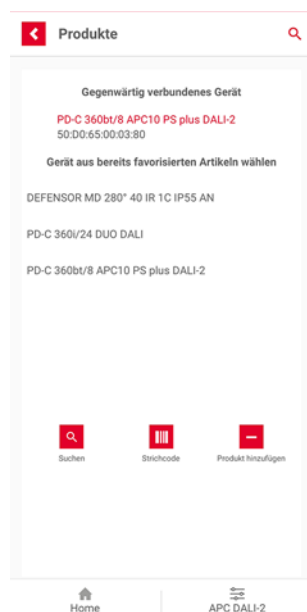 Produkte
Gegenwärtig verbundenes Gerät
PD-C 360bt/8 APC10 PS plus DALI-2
50:D0:65:00:03:80
Gerät aus bereits favorisierten Artikeln wählen
DEFENSOR MD 280° 40 IR 1C IP55 AN
PD-C 360i/24 DUO DALI
PD-C 360bt/8 APC10 PS plus DALI-2
Suchen
Strichcode
Produkt hinzufügen
Home
APC DALI-2